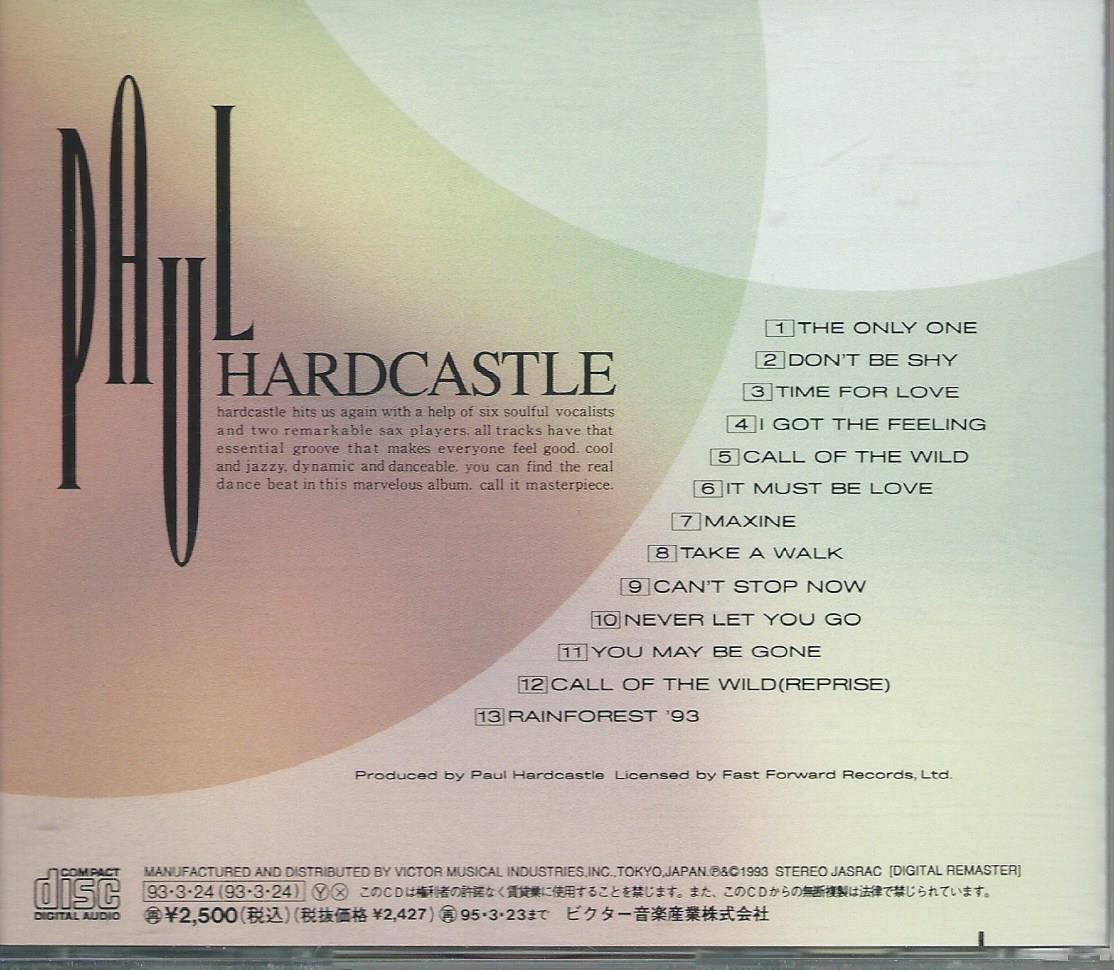 PAUL
HARDCASTLE
hardcastle hits us again with a help of six soulful vocalists
and two remarkable sax players. all tracks have that
essential groove that makes everyone feel good. cool
and jazzy, dynamic and danceable. you can find the real
dance beat in this marvelous album. call it masterpiece.
1 THE ONLY ONE
2 DON'T BE SHY
3 TIME FOR LOVE
4 I GOT THE FEELING
5 CALL OF THE WILD
6 IT MUST BE LOVE
7 MAXINE
8 TAKE A WALK
9 CAN'T STOP NOW
10 NEVER LET YOU GO
11 YOU MAY BE GONE
12 CALL OF THE WILD(REPRISE)
13 RAINFOREST '93
Produced by Paul Hardcastle Licensed by Fast Forward Records, Ltd.
COMPACT
disc
DIGITAL AUDIO
MANUFACTURED AND DISTRIBUTED BY VICTOR MUSICAL INDUSTRIES,INC.,TOKYO,JAPAN.Ⓟ&©1993 STEREO JASRAC [DIGITAL REMASTER]
93・3・24 (93・3・24) Ⓨ Ⓧ このCDは権利者の許諾なく賃貸業に使用することを禁じます。また、このCDからの無断複製は法律で禁じられています。
再 ¥2,500(税込)(税抜価格 ¥2,427) 再 95・3・23まで ビクター音楽産業株式会社